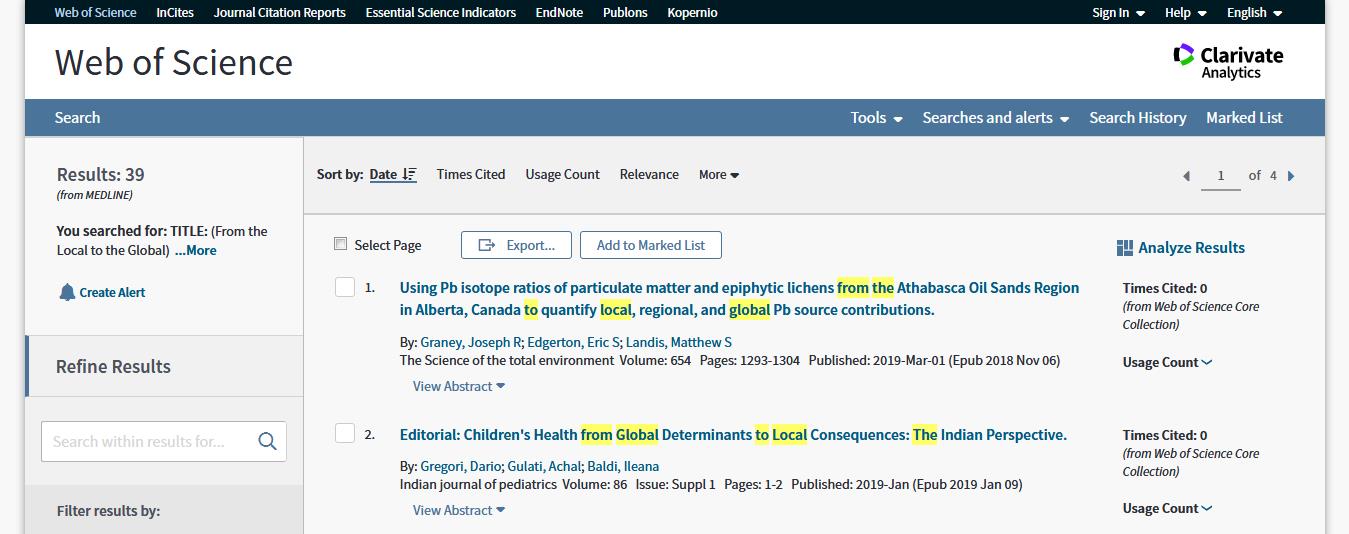 Web of Science InCites Journal Citation Reports Essential Science Indicators EndNote Publons Kopernio Sign In Help English
Web of Science
Clarivate
Analytics
Search Tools Searches and alerts Search History Marked List
Results: 39
(from MEDLINE)
You searched for: TITLE: (From the
Local to the Global) ...More
Create Alert
Refine Results
Search within results for...
Filter results by:
Sort by: Date Times Cited Usage Count Relevance More
1 of 4
Select Page Export... Add to Marked List
Analyze Results
1. Using Pb isotope ratios of particulate matter and epiphytic lichens from the Athabasca Oil Sands Region
in Alberta, Canada to quantify local, regional, and global Pb source contributions.
By: Graney, Joseph R; Edgerton, Eric S; Landis, Matthew S
The Science of the total environment Volume: 654 Pages: 1293-1304 Published: 2019-Mar-01 (Epub 2018 Nov 06)
View Abstract
Times Cited: 0
(from Web of Science Core
Collection)
Usage Count
2. Editorial: Children's Health from Global Determinants to Local Consequences: The Indian Perspective.
By: Gregori, Dario; Gulati, Achal; Baldi, Ileana
Indian journal of pediatrics Volume: 86 Issue: Suppl 1 Pages: 1-2 Published: 2019-Jan (Epub 2019 Jan 09)
View Abstract
Times Cited: 0
(from Web of Science Core
Collection)
Usage Count